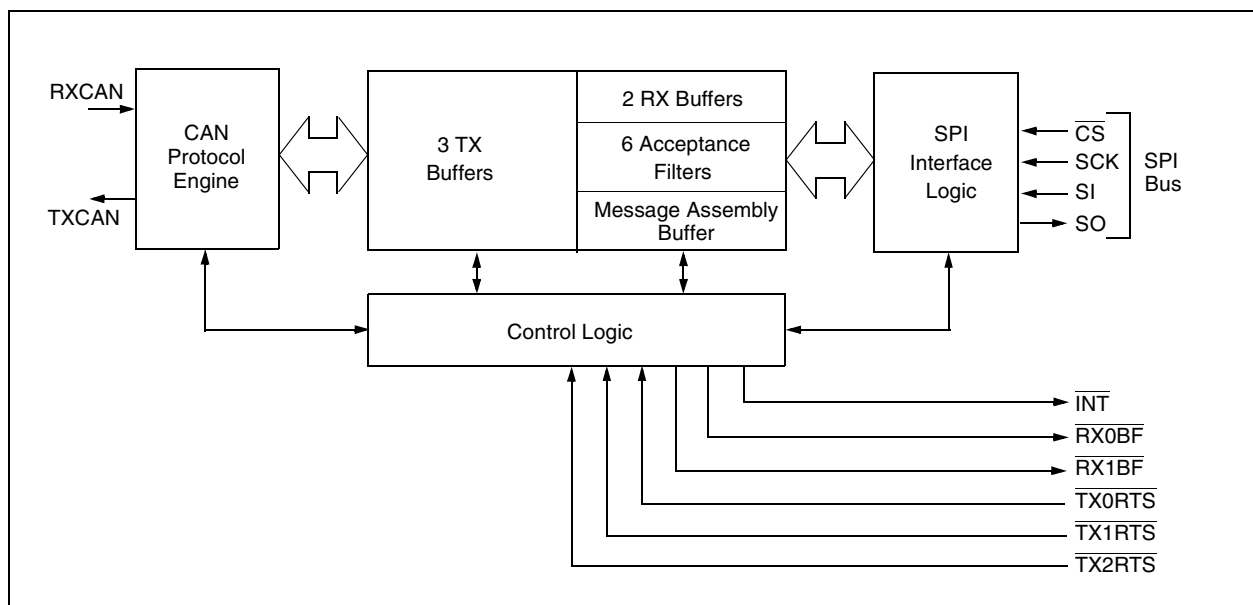 RXCAN
TXCAN
CAN
Protocol
Engine
3 TX
Buffers
2 RX Buffers
6 Acceptance
Filters
Message Assembly
Buffer
SPI
Interface
Logic
CS
SCK
SI
SO
SPI
Bus
Control Logic
INT
RX0BF
RX1BF
TX0RTS
TX1RTS
TX2RTS